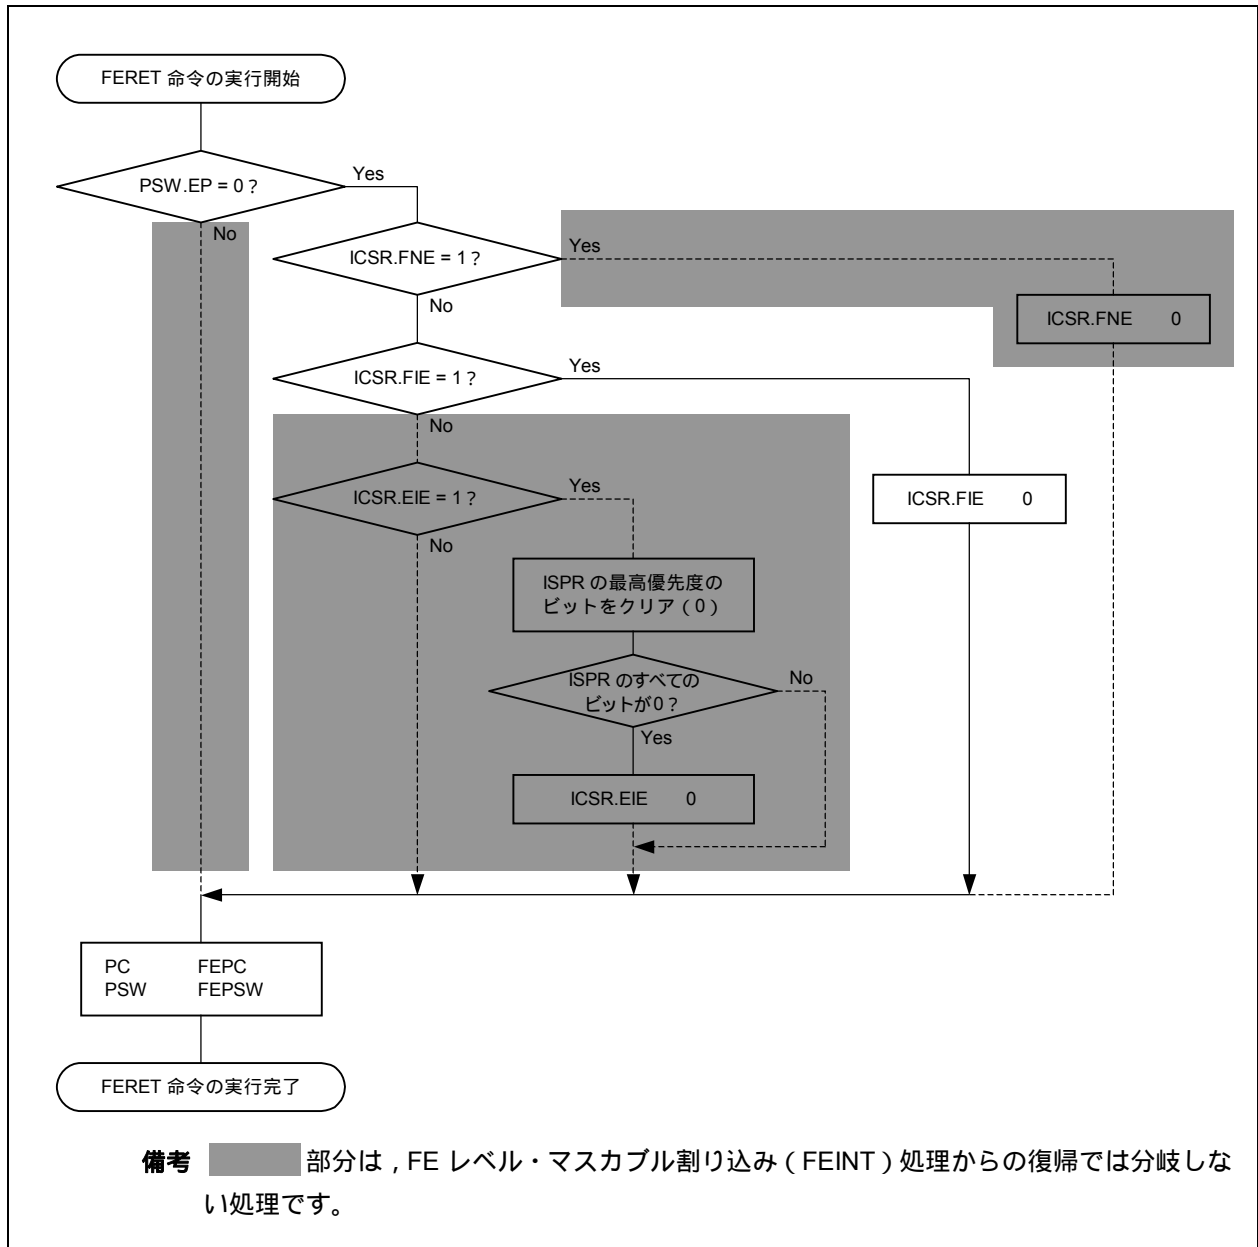 FERET 命令の実行開始
PSW.EP = 0？
Yes
No
ICSR.FNE = 1？
Yes
No
ICSR.FNE 0
ICSR.FIE = 1？
Yes
No
ICSR.FIE 0
ICSR.EIE = 1？
Yes
No
ISPR の最高優先度の
ビットをクリア（0）
ISPR のすべての
ビットが0？
No
Yes
ICSR.EIE 0
PC FEPC
PSW FEPSW
FERET 命令の実行完了
備考 部分は，FE レベル・マスカブル割り込み（FEINT）処理からの復帰では分岐しな
い処理です。